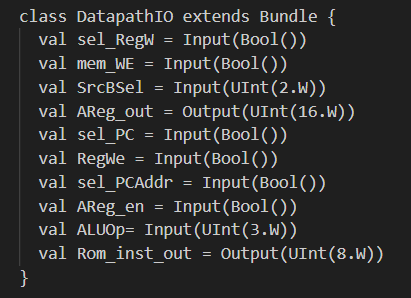 class DatapathIO extends Bundle {
  val sel_RegW = Input(Bool())
  val mem_WE = Input(Bool())
  val SrcBSel = Input(UInt(2.W))
  val AReg_out = Output(UInt(16.W))
  val sel_PC = Input(Bool())
  val RegWe = Input(Bool())
  val sel_PCAddr = Input(Bool())
  val AReg_en = Input(Bool())
  val ALUOp= Input(UInt(3.W))
  val Rom_inst_out = Output(UInt(8.W))
}